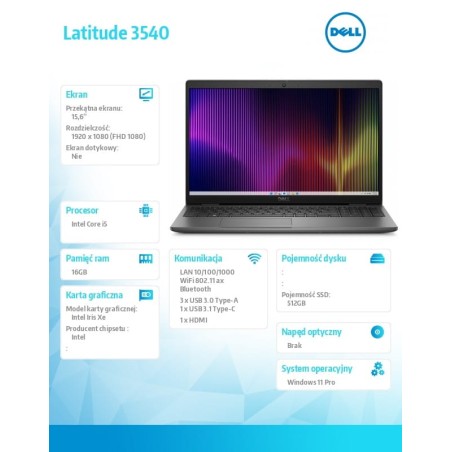 Latitude 3540
DELL
Ekran
Przekątna ekranu:
15,6"
Rozdzielczość:
1920 x 1080 (FHD 1080)
Ekran dotykowy:
Nie
Procesor
Intel Core i5
Pamięć ram
16GB
Karta graficzna
Model karty graficznej:
Intel Iris Xe
Producent chipsetu :
Intel
:
Komunikacja
LAN 10/100/1000
WiFi 802.11 ax
Bluetooth
3 x USB 3.0 Type-A
1 x USB 3.1 Type-C
1 x HDMI
Pojemność dysku
:
:
Pojemność SSD:
512GB
Napęd optyczny
Brak
System operacyjny
Windows 11 Pro